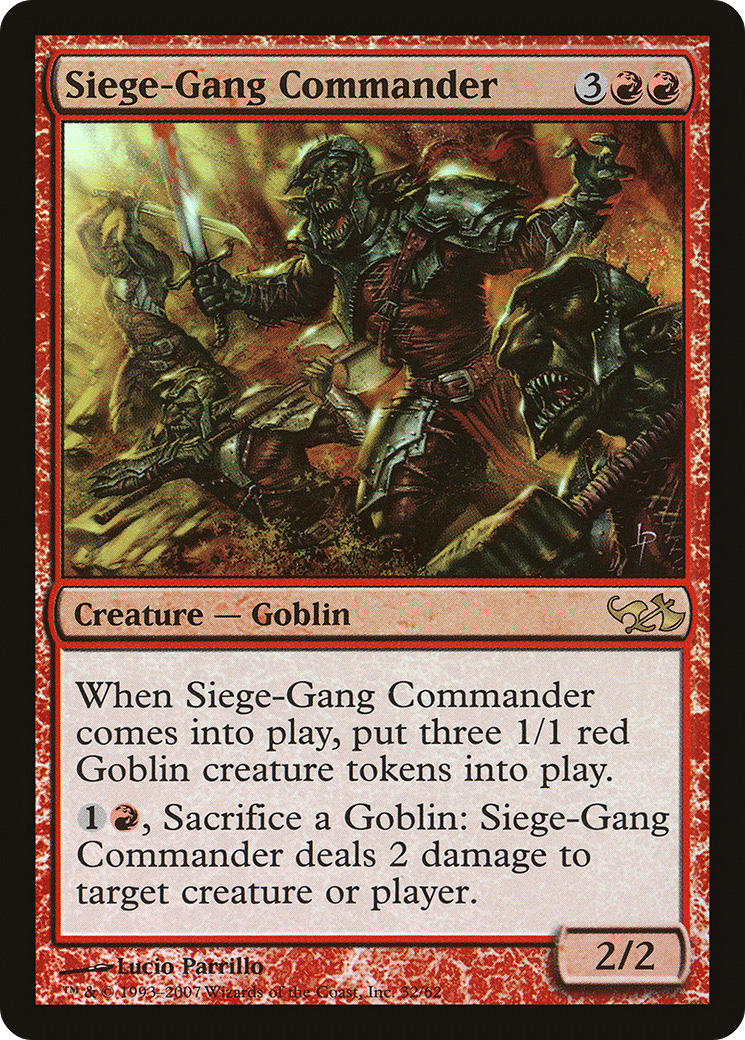 Siege-Gang Commander 3
LP
Creature — Goblin
When Siege-Gang Commander
comes into play, put three 1/1 red
Goblin creature tokens into play.
1, Sacrifice a Goblin: Siege-Gang
Commander deals 2 damage to
target creature or player.
2/2
Lucio Parrillo
™ & © 1993–2007 Wizards of the Coast, Inc. 32/62